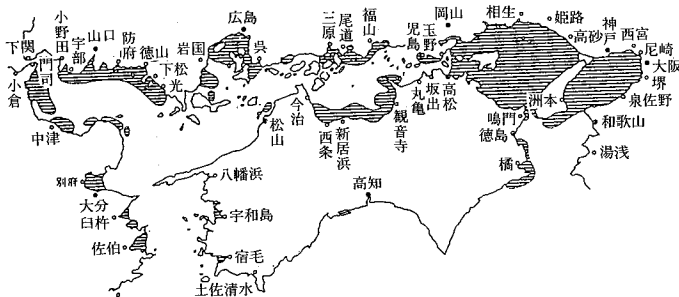 下関
小野田
宇部
山口
防府
徳山
下松
光
岩国
広島
呉
三原
尾道
福山
児島
玉野
岡山
相生
姫路
高砂
神戸
西宮
尼崎
大阪
堺
泉佐野
和歌山
湯浅
洲本
鳴門
徳島
橘
高松
坂出
丸亀
観音寺
新居浜
西条
今治
松山
門司
小倉
中津
別府
大分
臼杵
佐伯
八幡浜
宇和島
宿毛
土佐清水
高知